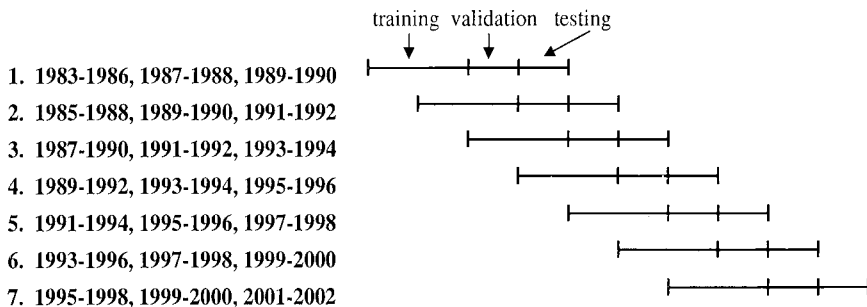 training validation testing
1. 1983-1986, 1987-1988, 1989-1990
2. 1985-1988, 1989-1990, 1991-1992
3. 1987-1990, 1991-1992, 1993-1994
4. 1989-1992, 1993-1994, 1995-1996
5. 1991-1994, 1995-1996, 1997-1998
6. 1993-1996, 1997-1998, 1999-2000
7. 1995-1998, 1999-2000, 2001-2002